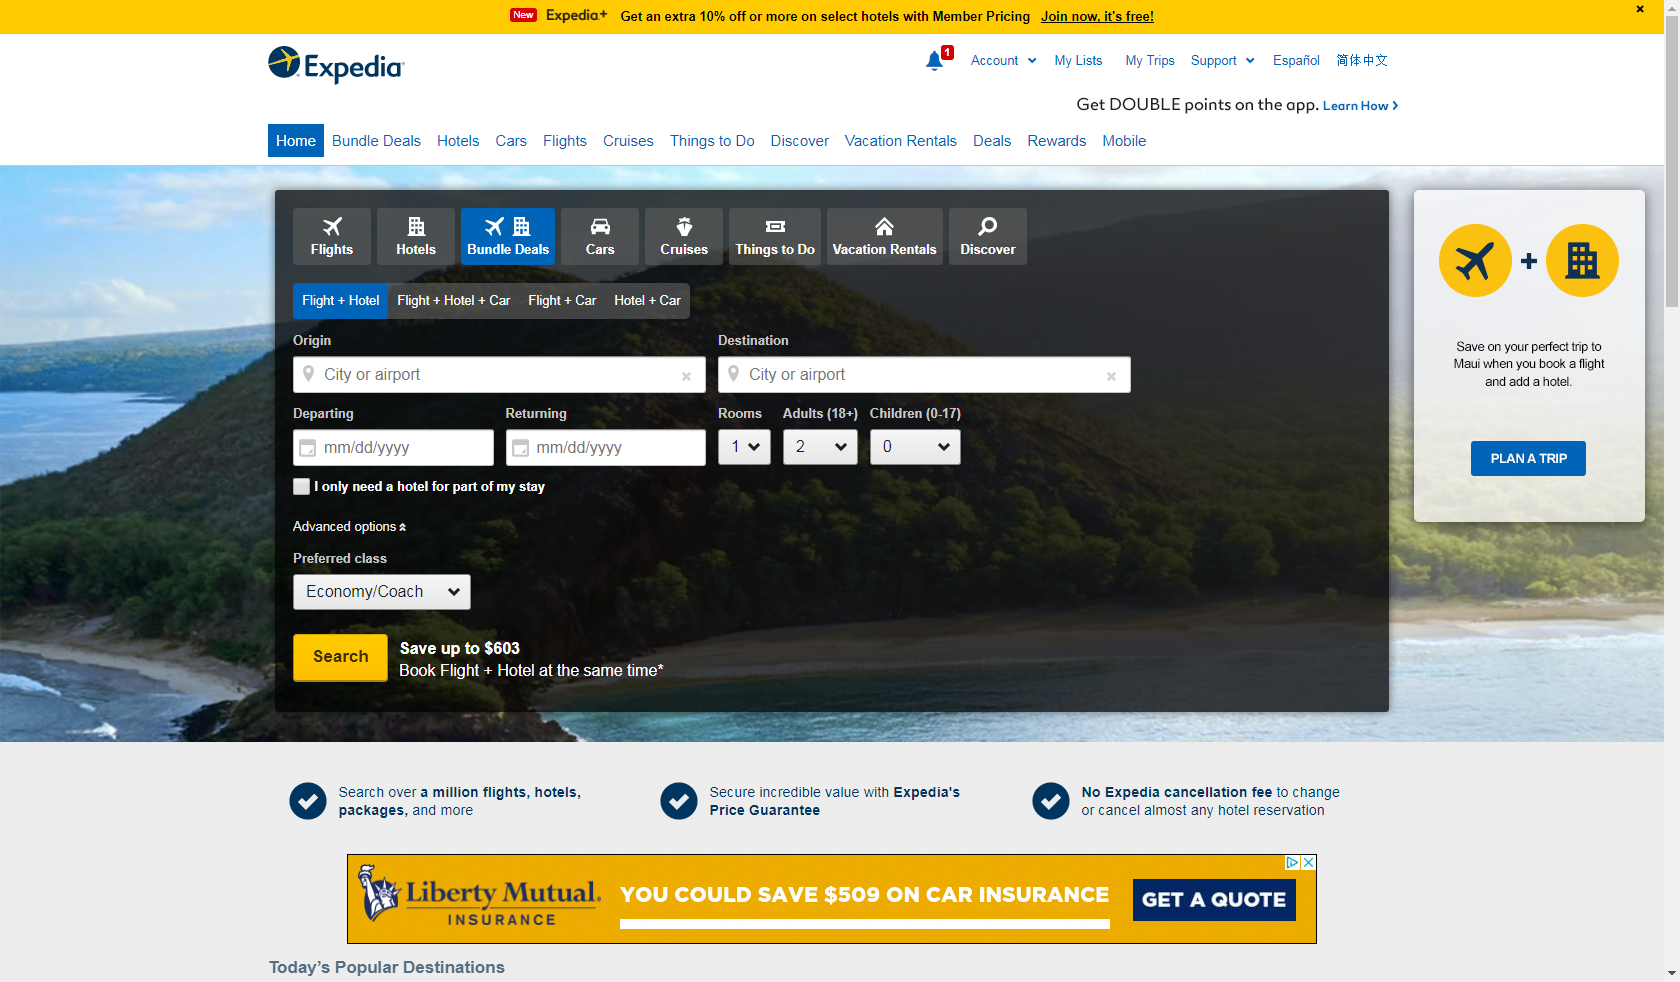 New Expedia+ Get an extra 10% off or more on select hotels with Member Pricing Join now, it's free!
Expedia
1 Account My Lists My Trips Support Español 简体中文
Get DOUBLE points on the app. Learn How
Home Bundle Deals Hotels Cars Flights Cruises Things to Do Discover Vacation Rentals Deals Rewards Mobile
Flights Hotels Bundle Deals Cars Cruises Things to Do Vacation Rentals Discover
Flight + Hotel Flight + Hotel + Car Flight + Car Hotel + Car
Origin Destination
City or airport City or airport
Departing Returning Rooms Adults (18+) Children (0-17)
mm/dd/yyyy mm/dd/yyyy 1 2 0
I only need a hotel for part of my stay
Advanced options
Preferred class
Economy/Coach
Search
Save up to $603
Book Flight + Hotel at the same time*
Save on your perfect trip to
Maui when you book a flight
and add a hotel.
PLAN A TRIP
Search over a million flights, hotels,
packages, and more
Secure incredible value with Expedia's
Price Guarantee
No Expedia cancellation fee to change
or cancel almost any hotel reservation
Liberty Mutual.
INSURANCE
YOU COULD SAVE $509 ON CAR INSURANCE
GET A QUOTE
Today's Popular Destinations